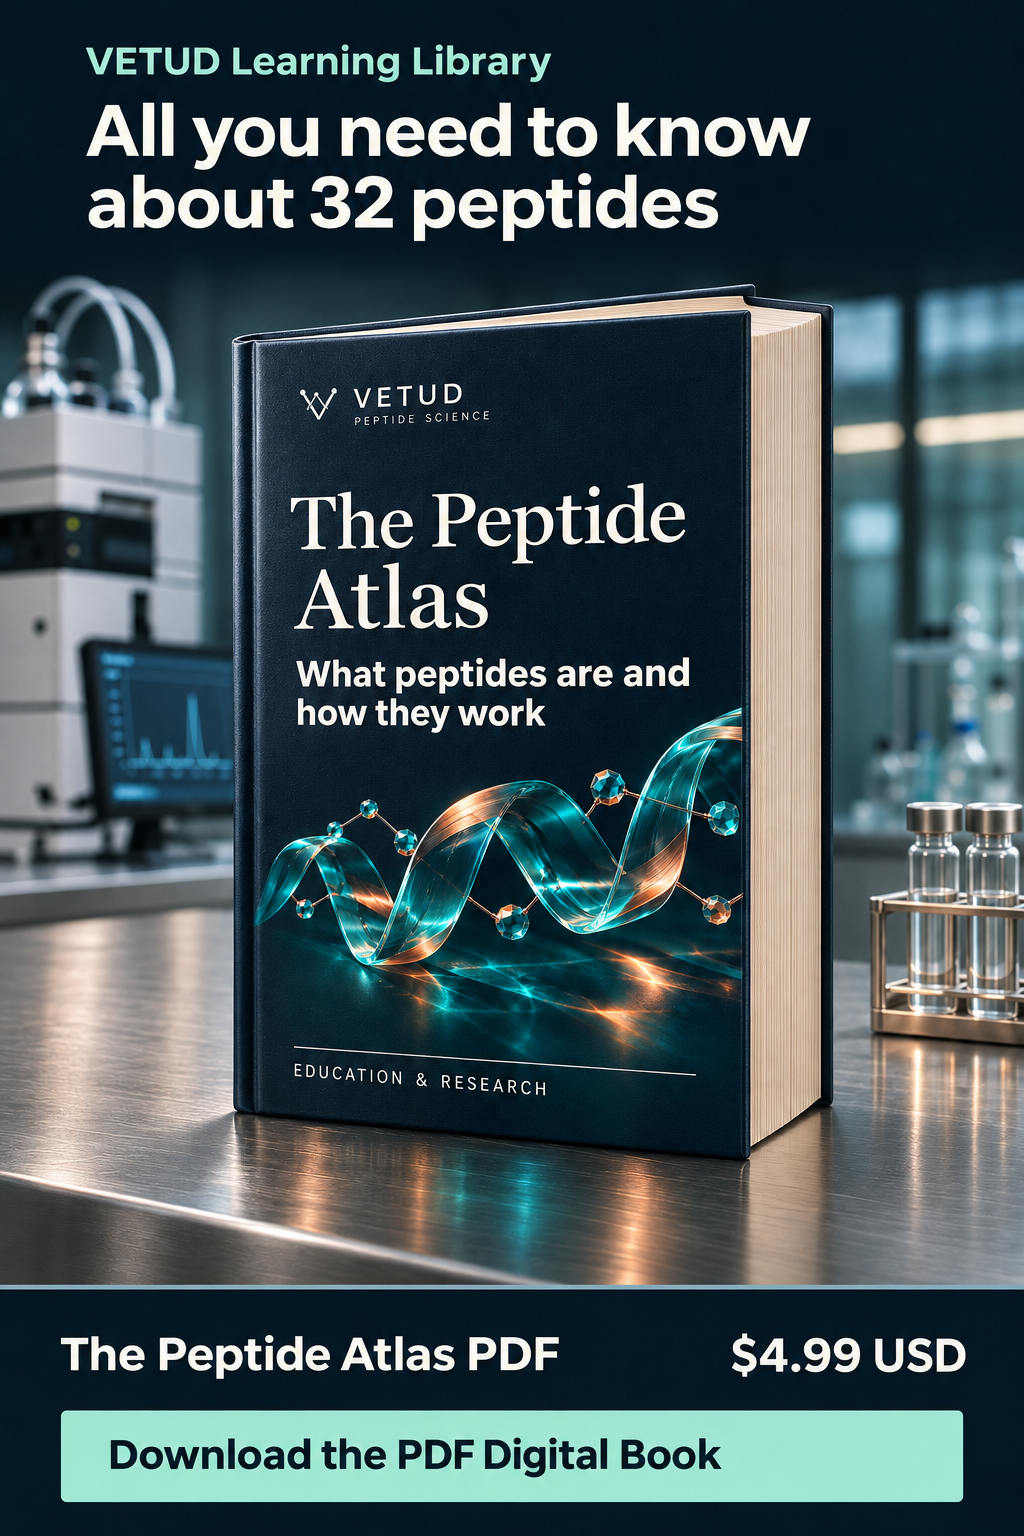 VETUD Learning Library
All you need to know
about 32 peptides
VETUD
PEPTIDE SCIENCE
The Peptide
Atlas
What peptides are and
how they work
EDUCATION & RESEARCH
The Peptide Atlas PDF
$4.99 USD
Download the PDF Digital Book